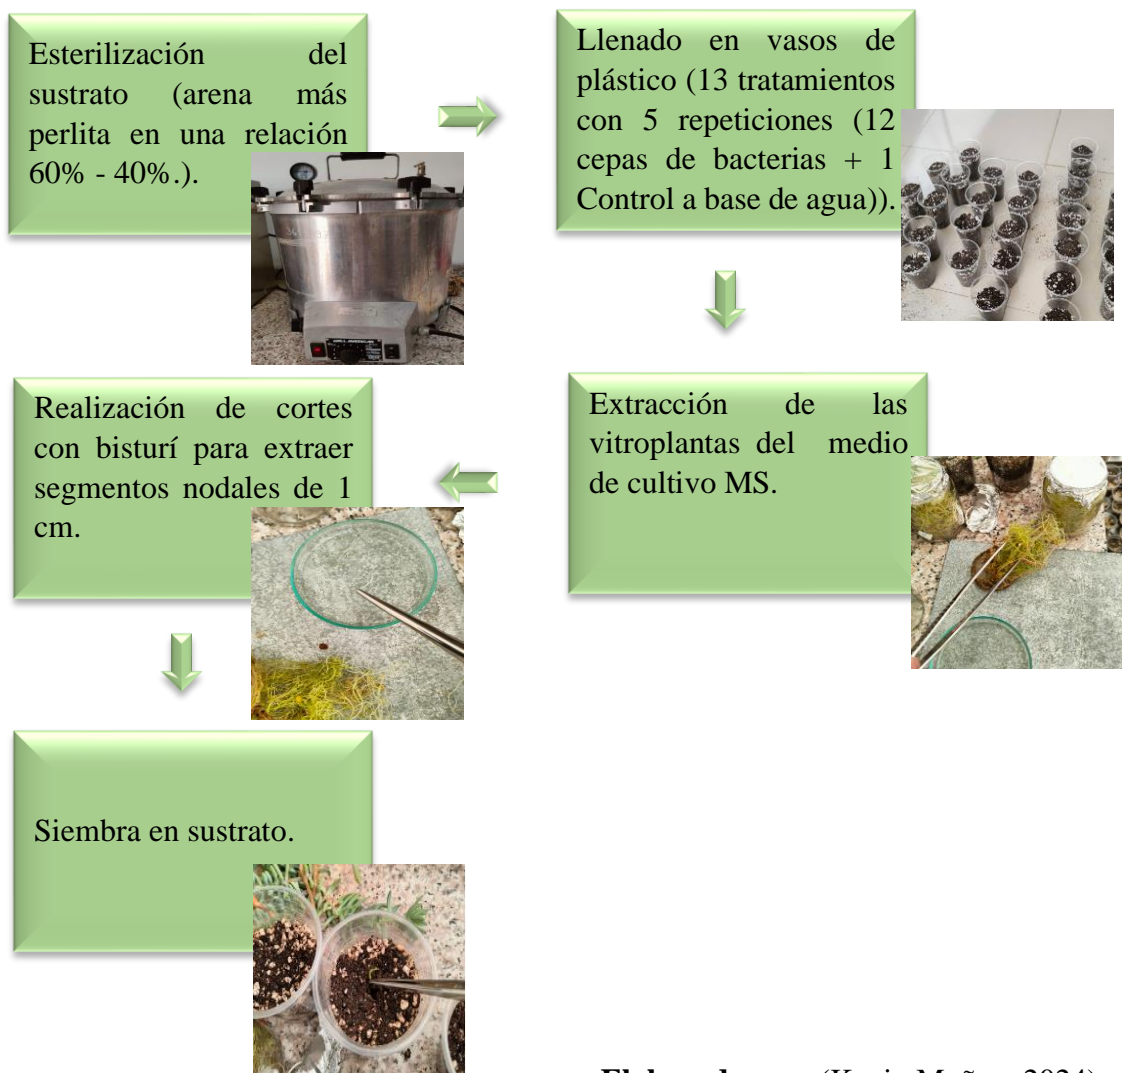 Esterilización del
sustrato (arena más
perlita en una relación
60% - 40%.).
Llenado en vasos de
plástico (13 tratamientos
con 5 repeticiones (12
cepas de bacterias + 1
Control a base de agua)).
Extracción de las
vitroplantas del medio
de cultivo MS.
Realización de cortes
con bisturí para extraer
segmentos nodales de 1
cm.
Siembra en sustrato.